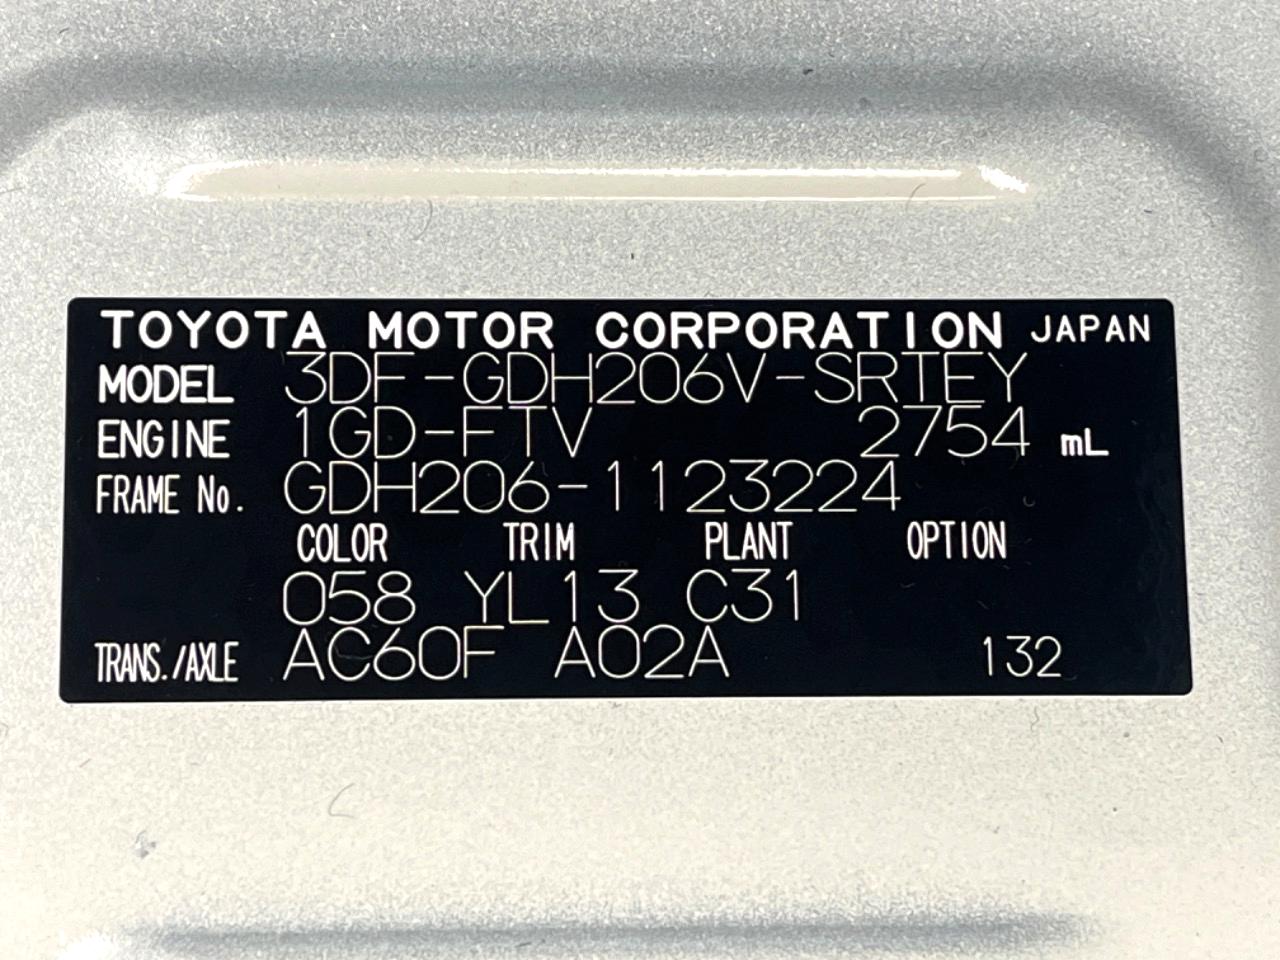 TOYOTA MOTOR CORPORATION JAPAN
MODEL 3DF-GDH206V-SRTEY
ENGINE 1GD-FTV 2754 mL
FRAME No. GDH206-1123224
COLOR TRIM PLANT OPTION
058 YL13 C31
TRANS./AXLE AC60F A02A 132